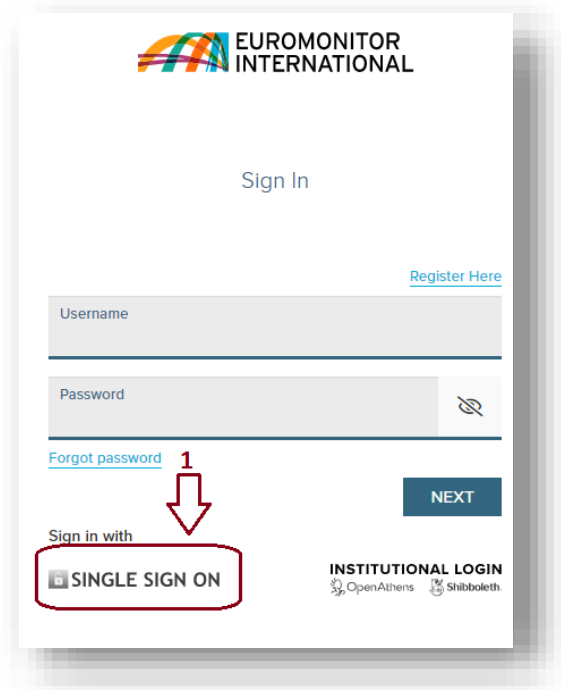 EUROMONITOR
INTERNATIONAL
Sign In
Register Here
Username
Password
Forgot password
1
NEXT
Sign in with
SINGLE SIGN ON
INSTITUTIONAL LOGIN
OpenAthens Shibboleth.